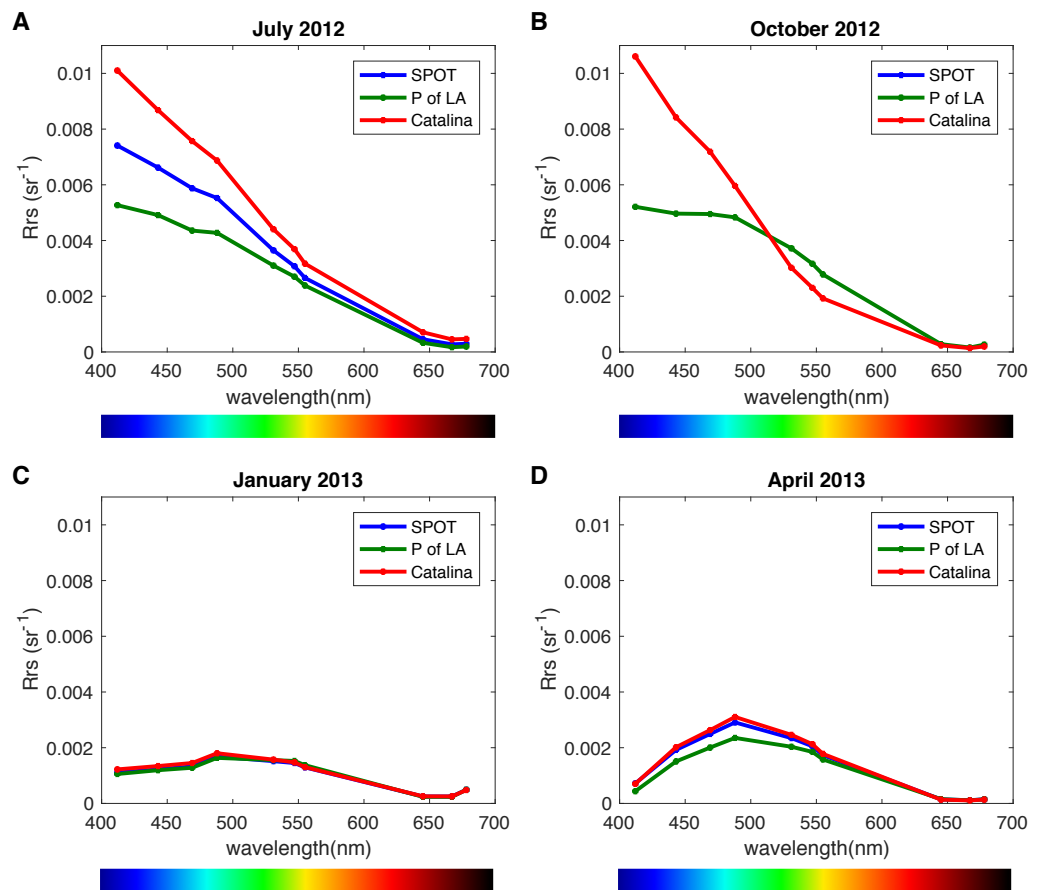 A
July 2012
0.01
0.008
0.006
0.004
0.002
0
Rrs (sr-1)
SPOT
P of LA
Catalina
400 450 500 550 600 650 700
wavelength(nm)
B
October 2012
0.01
0.008
0.006
0.004
0.002
0
Rrs (sr-1)
SPOT
P of LA
Catalina
400 450 500 550 600 650 700
wavelength(nm)
C
January 2013
0.01
0.008
0.006
0.004
0.002
0
Rrs (sr-1)
SPOT
P of LA
Catalina
400 450 500 550 600 650 700
wavelength(nm)
D
April 2013
0.01
0.008
0.006
0.004
0.002
0
Rrs (sr-1)
SPOT
P of LA
Catalina
400 450 500 550 600 650 700
wavelength(nm)